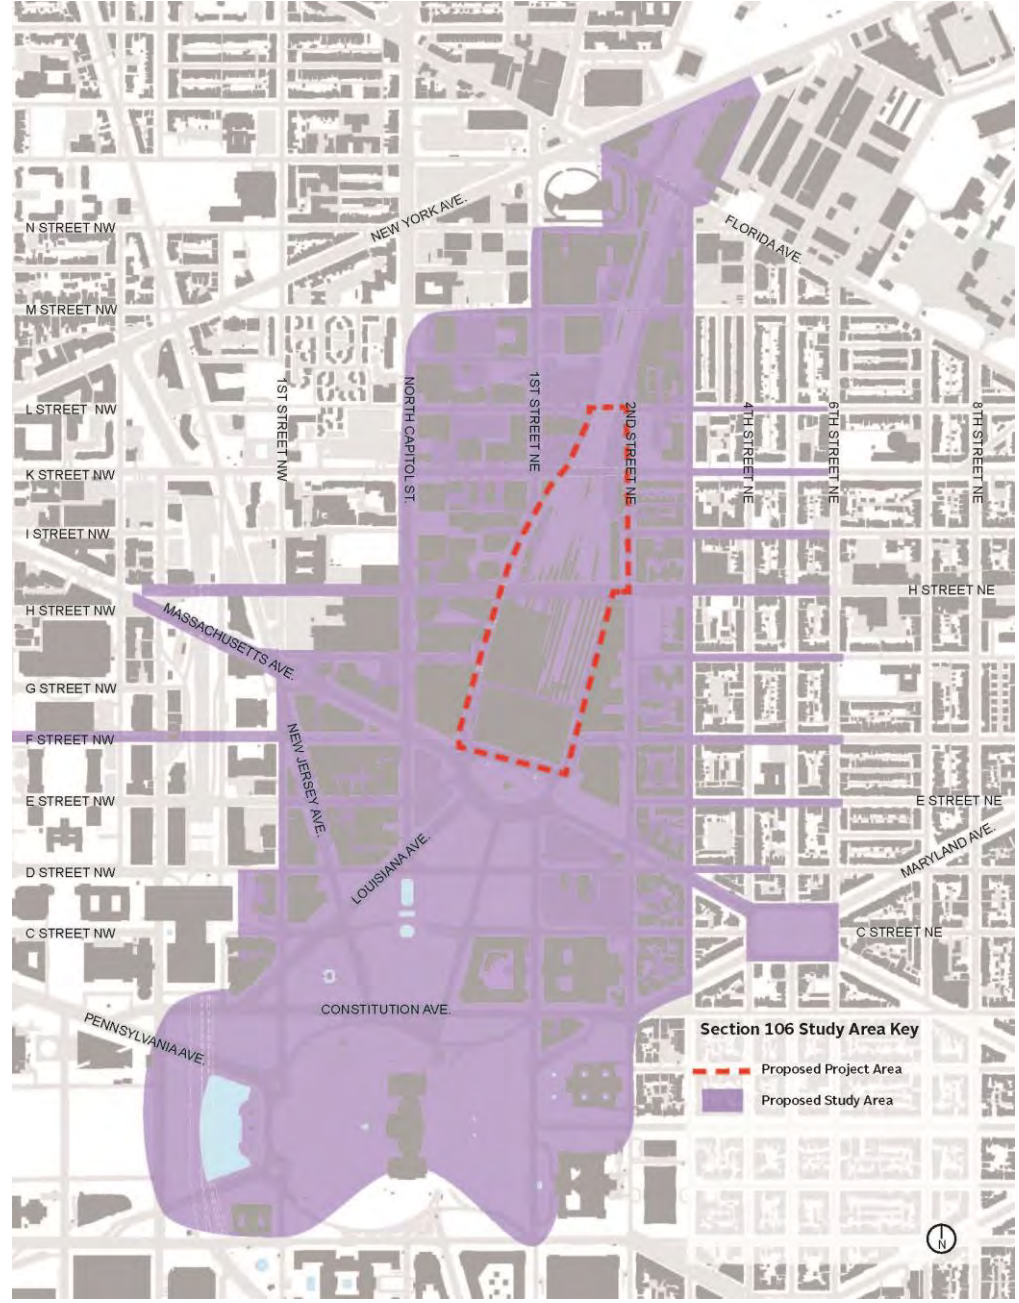 NEW YORK AVE.
N STREET NW
FLORIDA AVE.
M STREET NW
1ST STREET NW
NORTH CAPITOL ST.
1ST STREET NE
2ND STREET NE
4TH STREET NE
6TH STREET NE
8TH STREET NE
L STREET NW
K STREET NW
I STREET NW
H STREET NE
H STREET NW
MASSACHUSETTS AVE.
G STREET NW
F STREET NW
NEW JERSEY AVE.
E STREET NW
E STREET NE
MARYLAND AVE.
LOUISIANA AVE.
D STREET NW
C STREET NW
C STREET NE
CONSTITUTION AVE.
PENNSYLVANIA AVE.
Section 106 Study Area Key
Proposed Project Area
Proposed Study Area
N